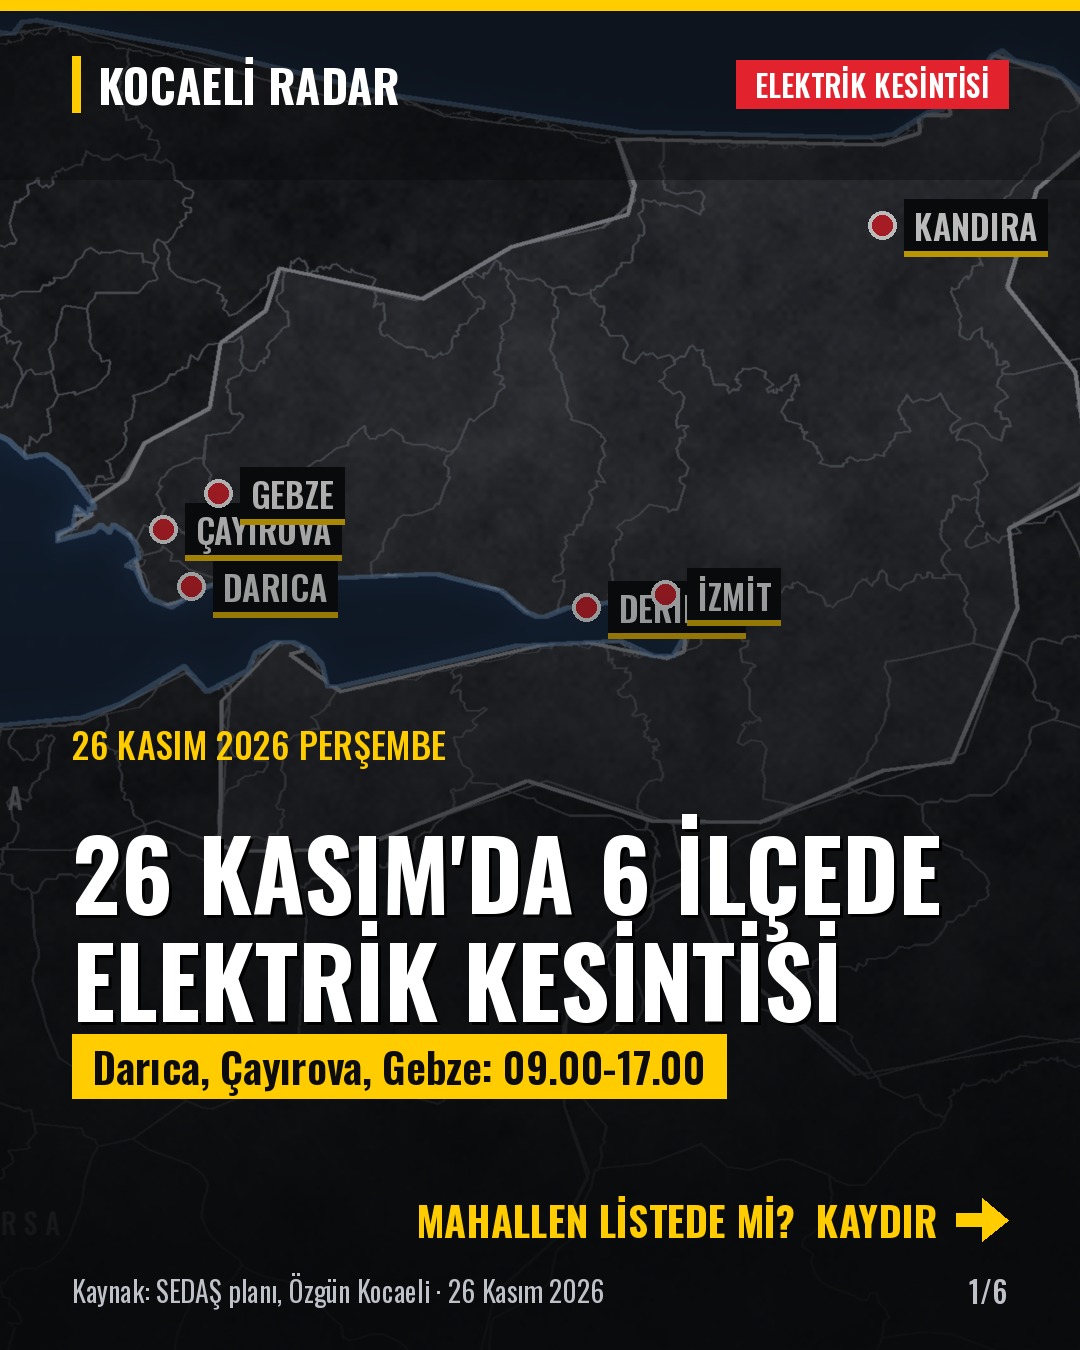 KOCAELİ RADAR
ELEKTRİK KESİNTİSİ
KANDIRA
GEBZE
ÇAYIROVA
DARICA
İZMİT
26 KASIM 2026 PERŞEMBE
26 KASIM'DA 6 İLÇEDE
ELEKTRİK KESİNTİSİ
Darıca, Çayırova, Gebze: 09.00-17.00
MAHALLEN LİSTEDE Mİ? KAYDIR
Kaynak: SEDAŞ planı, Özgün Kocaeli · 26 Kasım 2026
1/6